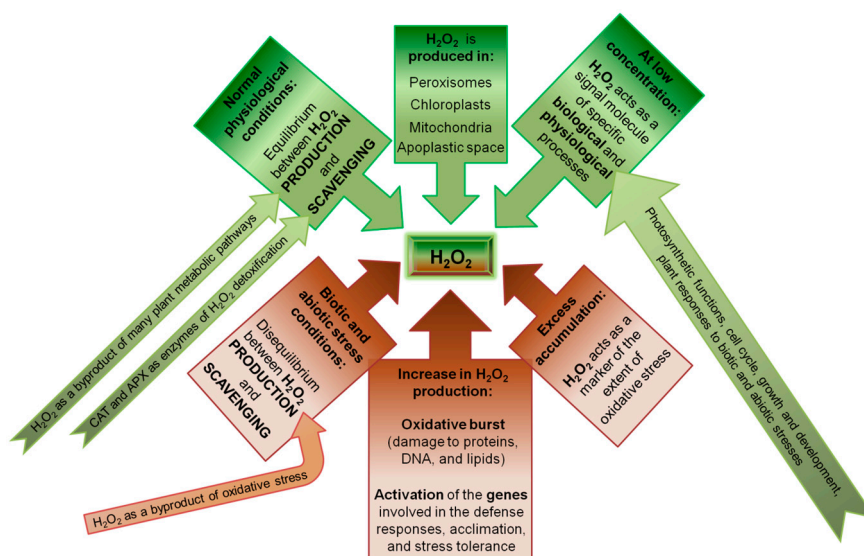 Normal
physiological
conditions:
Equilibrium
between H₂O₂
PRODUCTION
and
SCAVENGING
H₂O₂ is
produced in:
Peroxisomes
Chloroplasts
Mitochondria
Apoplastic space
At low
concentration:
H₂O₂ acts as a
signal molecule
of specific
biological and
physiological
processes
H₂O₂ as a byproduct of many plant metabolic pathways
CAT and APX as enzymes of H₂O₂ detoxification
Photosynthetic functions, cell cycle, growth and development,
plant responses to biotic and abiotic stresses
H₂O₂
Biotic and
abiotic stress
conditions:
Disequilibrium
between H₂O₂
PRODUCTION
and
SCAVENGING
H₂O₂ as a byproduct of oxidative stress
Increase in H₂O₂
production:
Oxidative burst
(damage to proteins,
DNA, and lipids)
Activation of the genes
involved in the defense
responses, acclimation,
and stress tolerance
Excess
accumulation:
H₂O₂ acts as a
marker of the
extent of
oxidative stress